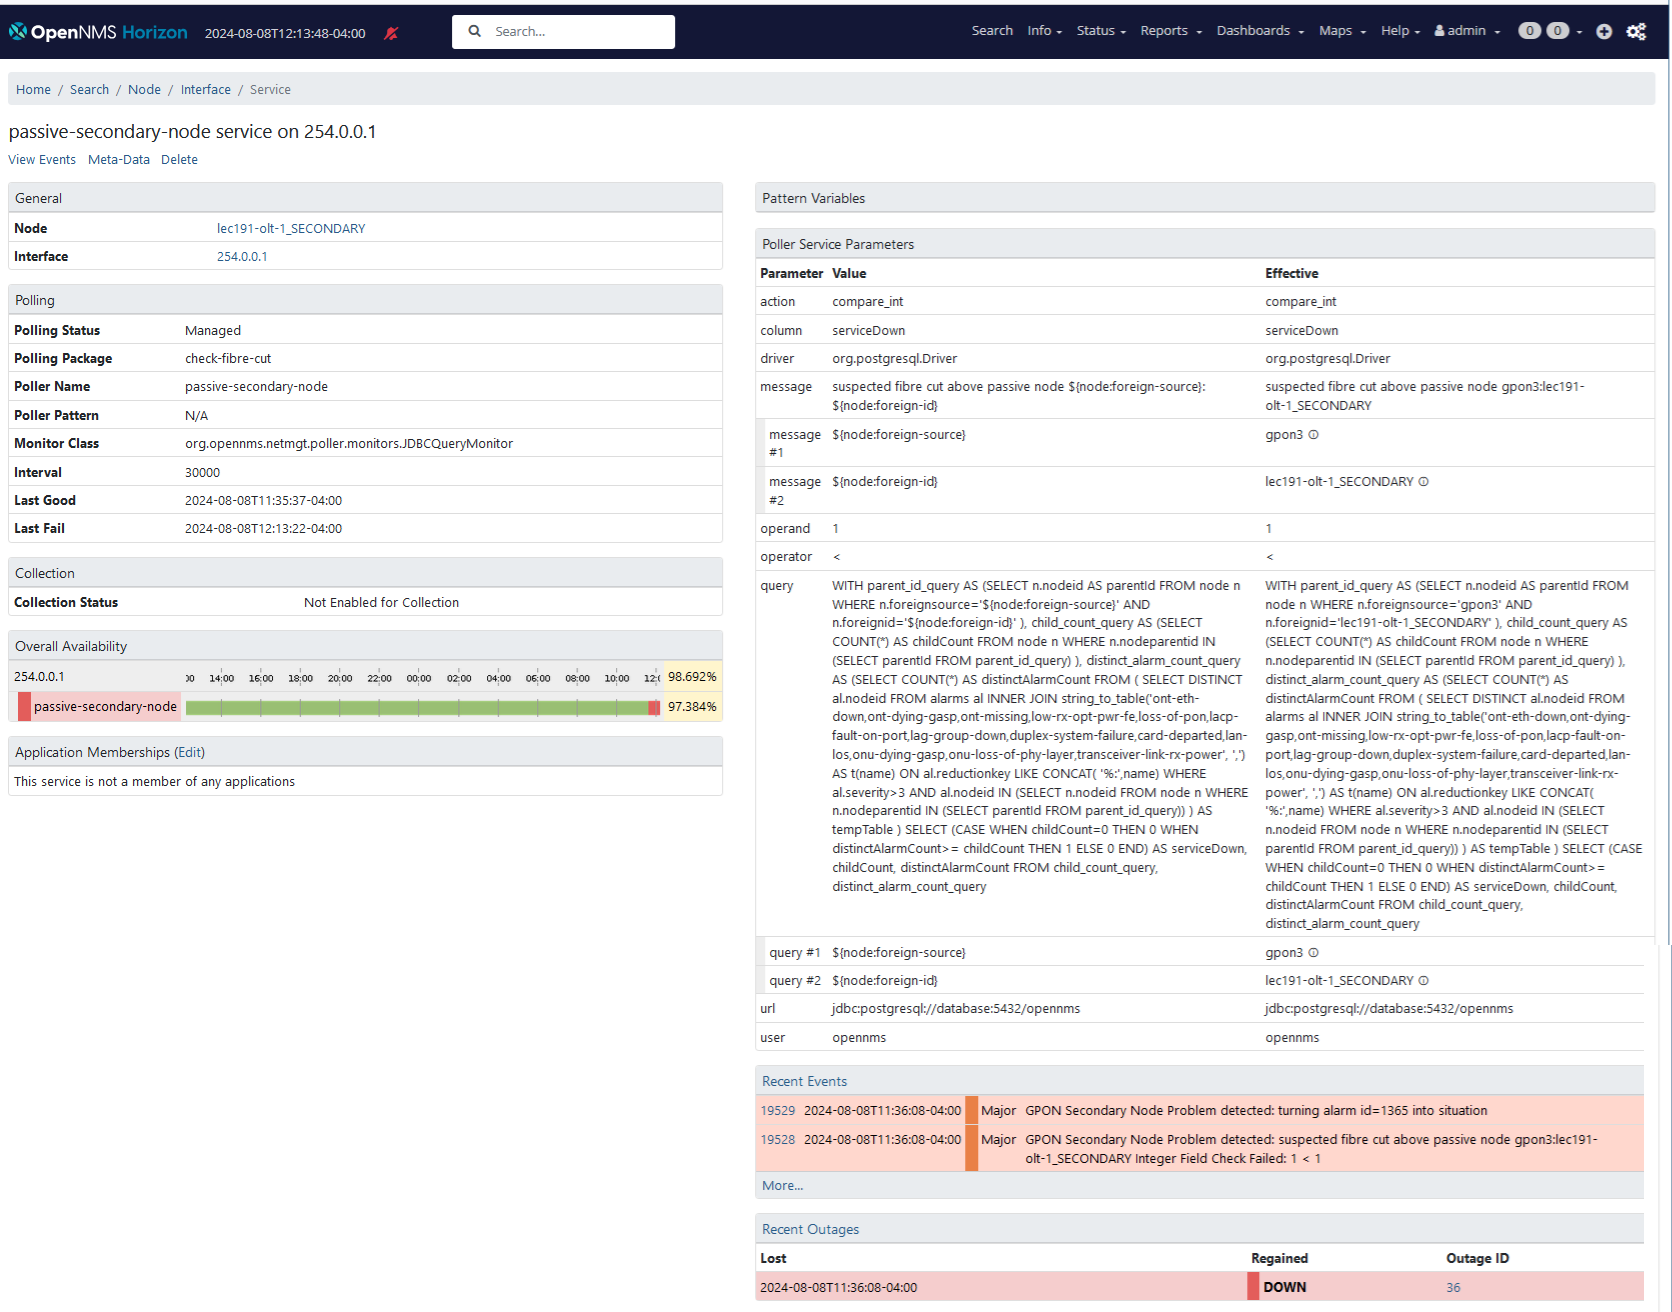 OpenNMS Horizon 2024-08-08T12:13:48-04:00 Search... Search Info Status Reports Dashboards Maps Help admin 0 0
Home / Search / Node / Interface / Service
passive-secondary-node service on 254.0.0.1
View Events Meta-Data Delete
General
Node lec191-olt-1_SECONDARY
Interface 254.0.0.1
Polling
Polling Status Managed
Polling Package check-fibre-cut
Poller Name passive-secondary-node
Poller Pattern N/A
Monitor Class org.opennms.netmgt.poller.monitors.JDBCQueryMonitor
Interval 30000
Last Good 2024-08-08T11:35:37-04:00
Last Fail 2024-08-08T12:13:22-04:00
Collection
Collection Status Not Enabled for Collection
Overall Availability
254.0.0.1 00 14:00 16:00 18:00 20:00 22:00 00:00 02:00 04:00 06:00 08:00 10:00 12:0 98.692%
passive-secondary-node 97.384%
Application Memberships (Edit)
This service is not a member of any applications
Pattern Variables
Poller Service Parameters
Parameter Value Effective
action compare_int compare_int
column serviceDown serviceDown
driver org.postgresql.Driver org.postgresql.Driver
message suspected fibre cut above passive node ${node:foreign-source}: suspected fibre cut above passive node gpon3:lec191-
${node:foreign-id} olt-1_SECONDARY
message ${node:foreign-source} gpon3
#1
message ${node:foreign-id} lec191-olt-1_SECONDARY
#2
operand 1 1
operator < <
query WITH parent_id_query AS (SELECT n.nodeid AS parentId FROM node n WITH parent_id_query AS (SELECT n.nodeid AS parentId FROM
WHERE n.foreignsource='${node:foreign-source}' AND node n WHERE n.foreignsource='gpon3' AND
n.foreignid='${node:foreign-id}' ), child_count_query AS (SELECT n.foreignid='lec191-olt-1_SECONDARY' ), child_count_query AS
COUNT(*) AS childCount FROM node n WHERE n.nodeparentid IN (SELECT COUNT(*) AS childCount FROM node n WHERE
(SELECT parentId FROM parent_id_query) ), distinct_alarm_count_query n.nodeparentid IN (SELECT parentId FROM parent_id_query) ),
AS (SELECT COUNT(*) AS distinctAlarmCount FROM ( SELECT DISTINCT distinct_alarm_count_query AS (SELECT COUNT(*) AS
al.nodeid FROM alarms al INNER JOIN string_to_table('ont-eth- distinctAlarmCount FROM ( SELECT DISTINCT al.nodeid FROM
down,ont-dying-gasp,ont-missing,low-rx-opt-pwr-fe,loss-of-pon,lacp- alarms al INNER JOIN string_to_table('ont-eth-down,ont-dying-
fault-on-port,lag-group-down,duplex-system-failure,card-departed,lan- gasp,ont-missing,low-rx-opt-pwr-fe,loss-of-pon,lacp-fault-on-
los,onu-dying-gasp,onu-loss-of-phy-layer,transceiver-link-rx-power', ',') port,lag-group-down,duplex-system-failure,card-departed,lan-
AS t(name) ON al.reductionkey LIKE CONCAT( '%:',name) WHERE los,onu-dying-gasp,onu-loss-of-phy-layer,transceiver-link-rx-
al.severity>3 AND al.nodeid IN (SELECT n.nodeid FROM node n WHERE power', ',') AS t(name) ON al.reductionkey LIKE CONCAT(
n.nodeparentid IN (SELECT parentId FROM parent_id_query)) ) AS '%:',name) WHERE al.severity>3 AND al.nodeid IN (SELECT
tempTable ) SELECT (CASE WHEN childCount=0 THEN 0 WHEN n.nodeid FROM node n WHERE n.nodeparentid IN (SELECT
distinctAlarmCount>= childCount THEN 1 ELSE 0 END) AS serviceDown, parentId FROM parent_id_query)) ) AS tempTable ) SELECT (CASE
childCount, distinctAlarmCount FROM child_count_query, WHEN childCount=0 THEN 0 WHEN distinctAlarmCount>=
distinct_alarm_count_query childCount THEN 1 ELSE 0 END) AS serviceDown, childCount,
distinctAlarmCount FROM child_count_query,
distinct_alarm_count_query
query #1 ${node:foreign-source} gpon3
query #2 ${node:foreign-id} lec191-olt-1_SECONDARY
url jdbc:postgresql://database:5432/opennms jdbc:postgresql://database:5432/opennms
user opennms opennms
Recent Events
19529 2024-08-08T11:36:08-04:00 Major GPON Secondary Node Problem detected: turning alarm id=1365 into situation
19528 2024-08-08T11:36:08-04:00 Major GPON Secondary Node Problem detected: suspected fibre cut above passive node gpon3:lec191-
olt-1_SECONDARY Integer Field Check Failed: 1 < 1
More...
Recent Outages
Lost Regained Outage ID
2024-08-08T11:36:08-04:00 DOWN 36